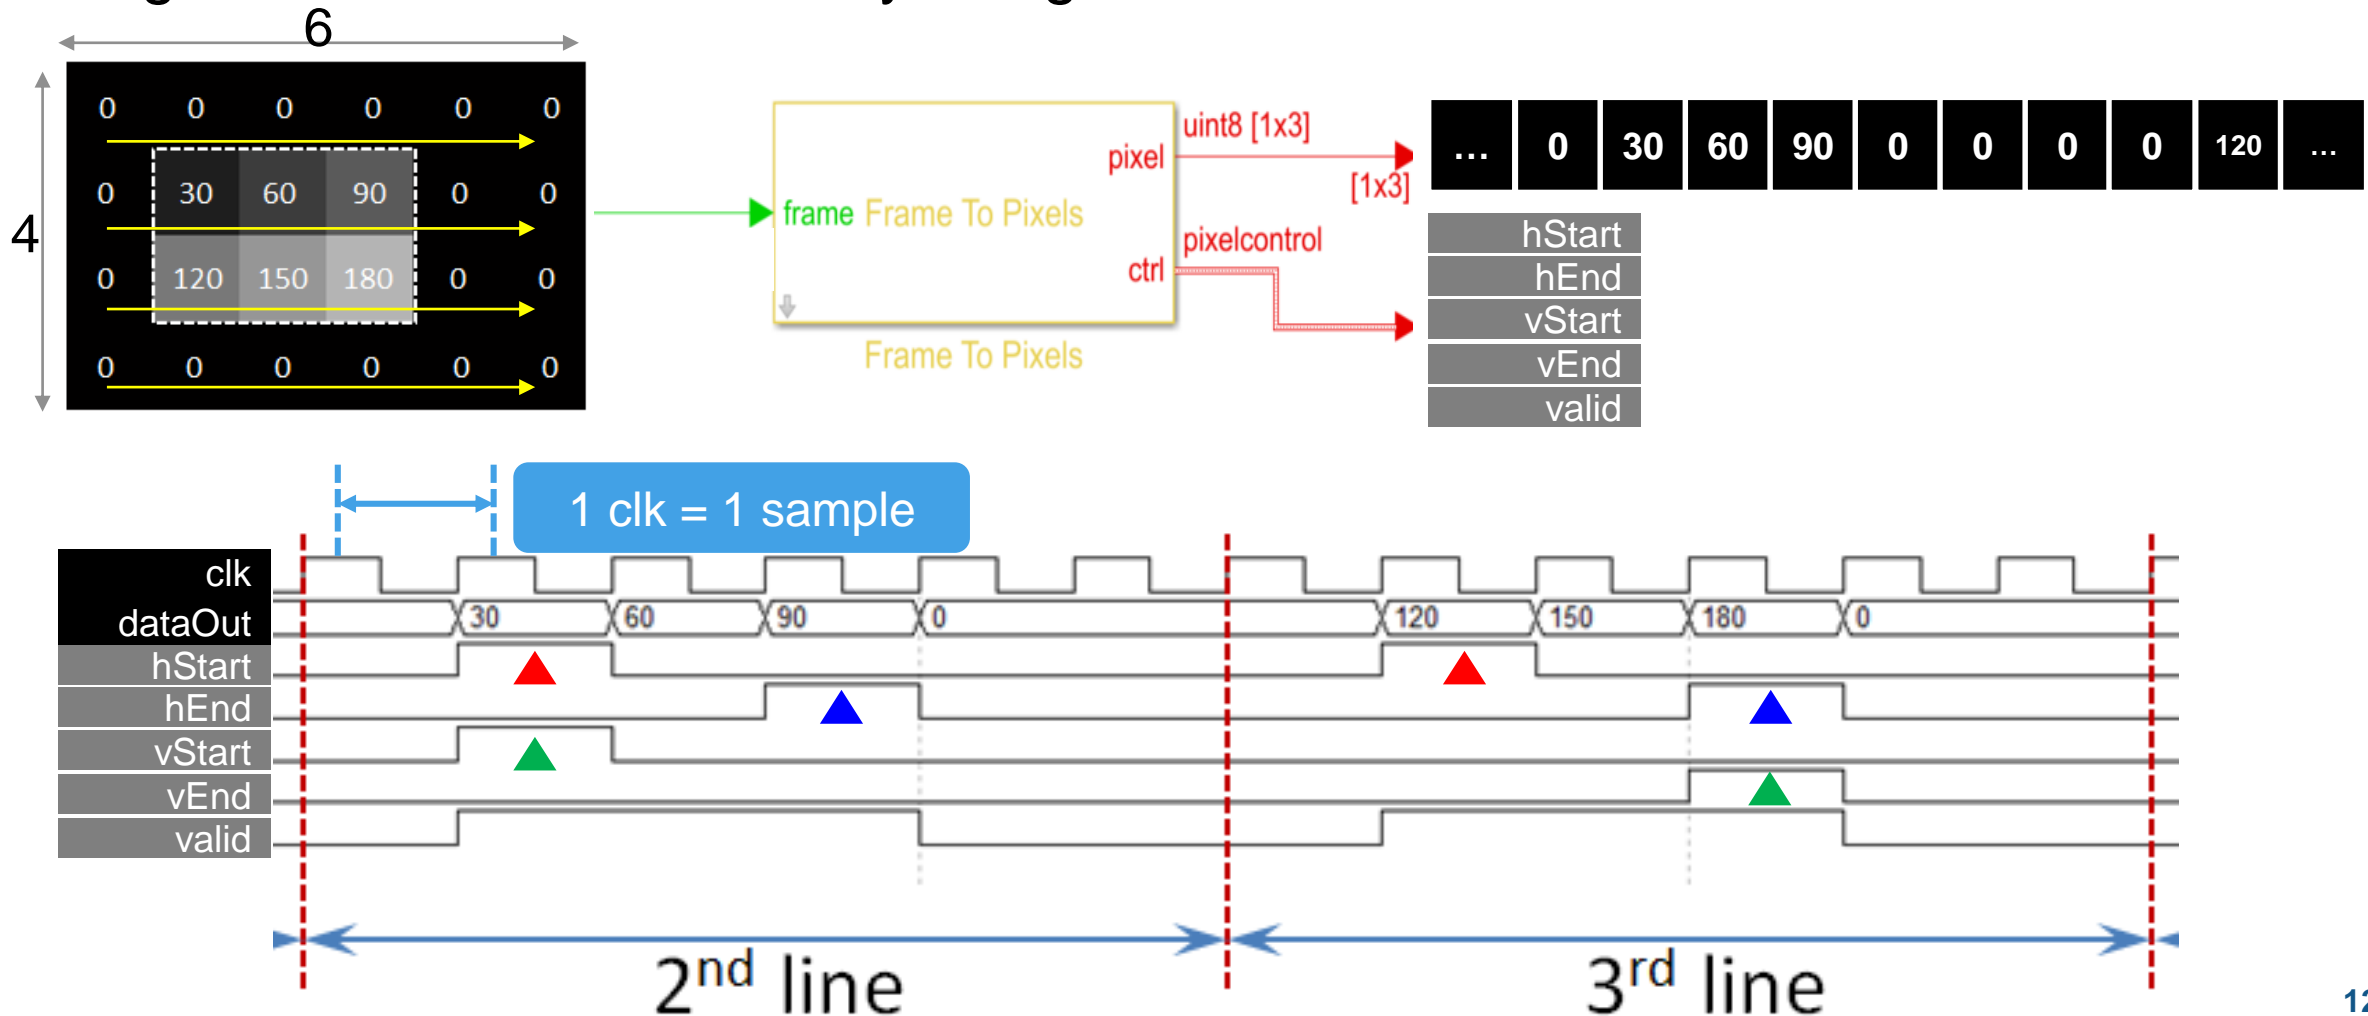 6
4
0 0 0 0 0 0
0 30 60 90 0 0
0 120 150 180 0 0
0 0 0 0 0 0
frame Frame To Pixels
pixel
ctrl
Frame To Pixels
uint8 [1x3]
[1x3]
pixelcontrol
... 0 30 60 90 0 0 0 0 120 ...
hStart
hEnd
vStart
vEnd
valid
1 clk = 1 sample
clk
dataOut 30 60 90 0 120 150 180 0
hStart
hEnd
vStart
vEnd
valid
2nd line 3rd line
12